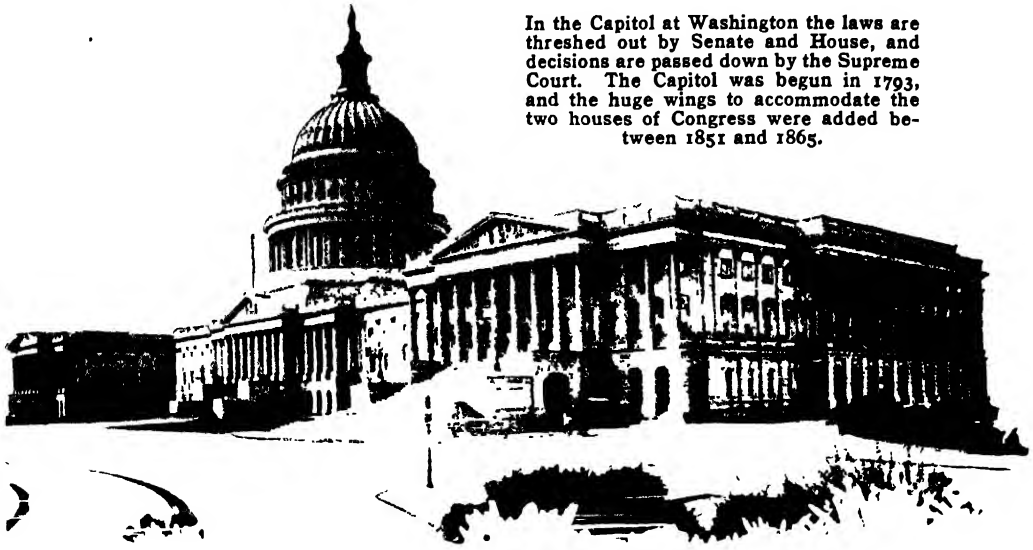 In the Capitol at Washington the laws are
threshed out by Senate and House, and
decisions are passed down by the Supreme
Court. The Capitol was begun in 1793,
and the huge wings to accommodate the
two houses of Congress were added be-
tween 1851 and 1865.